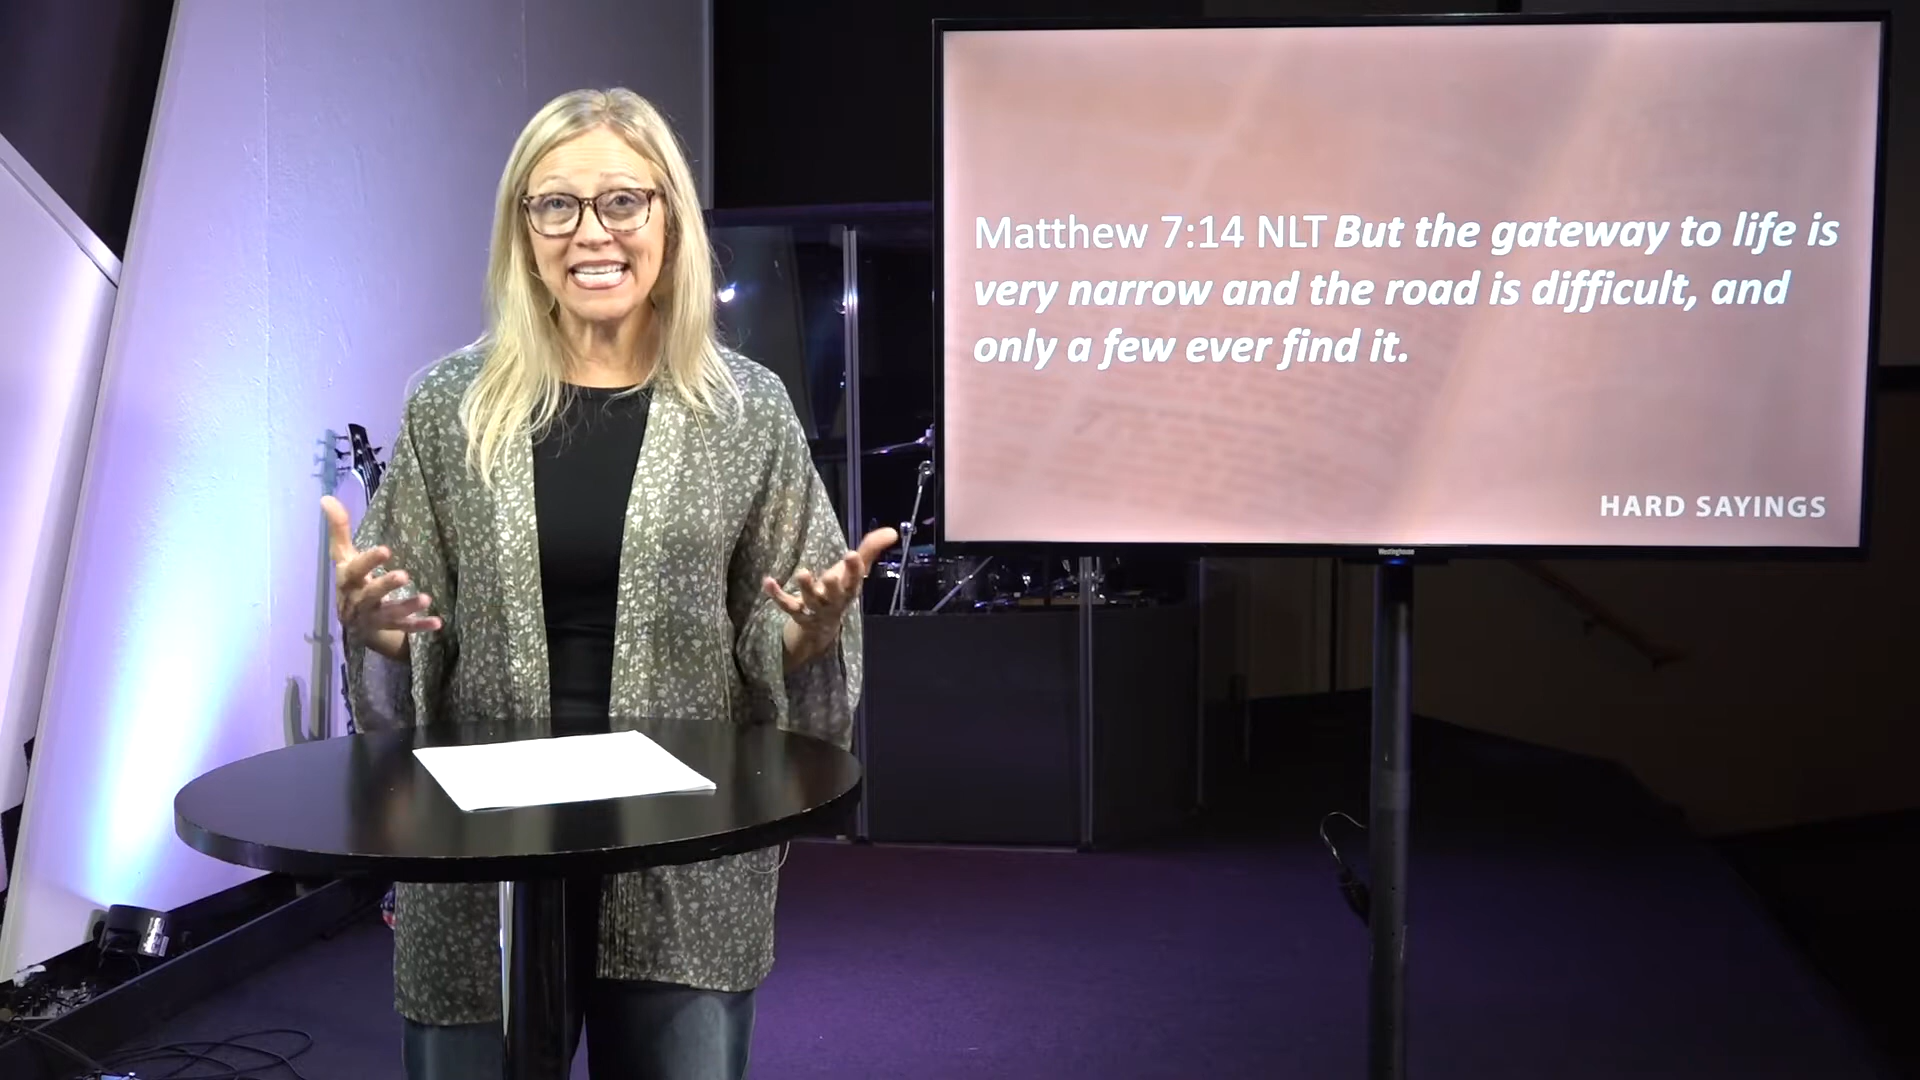 Matthew 7:14 NLT But the gateway to life is
very narrow and the road is difficult, and
only a few ever find it.
HARD SAYINGS
Westinghouse